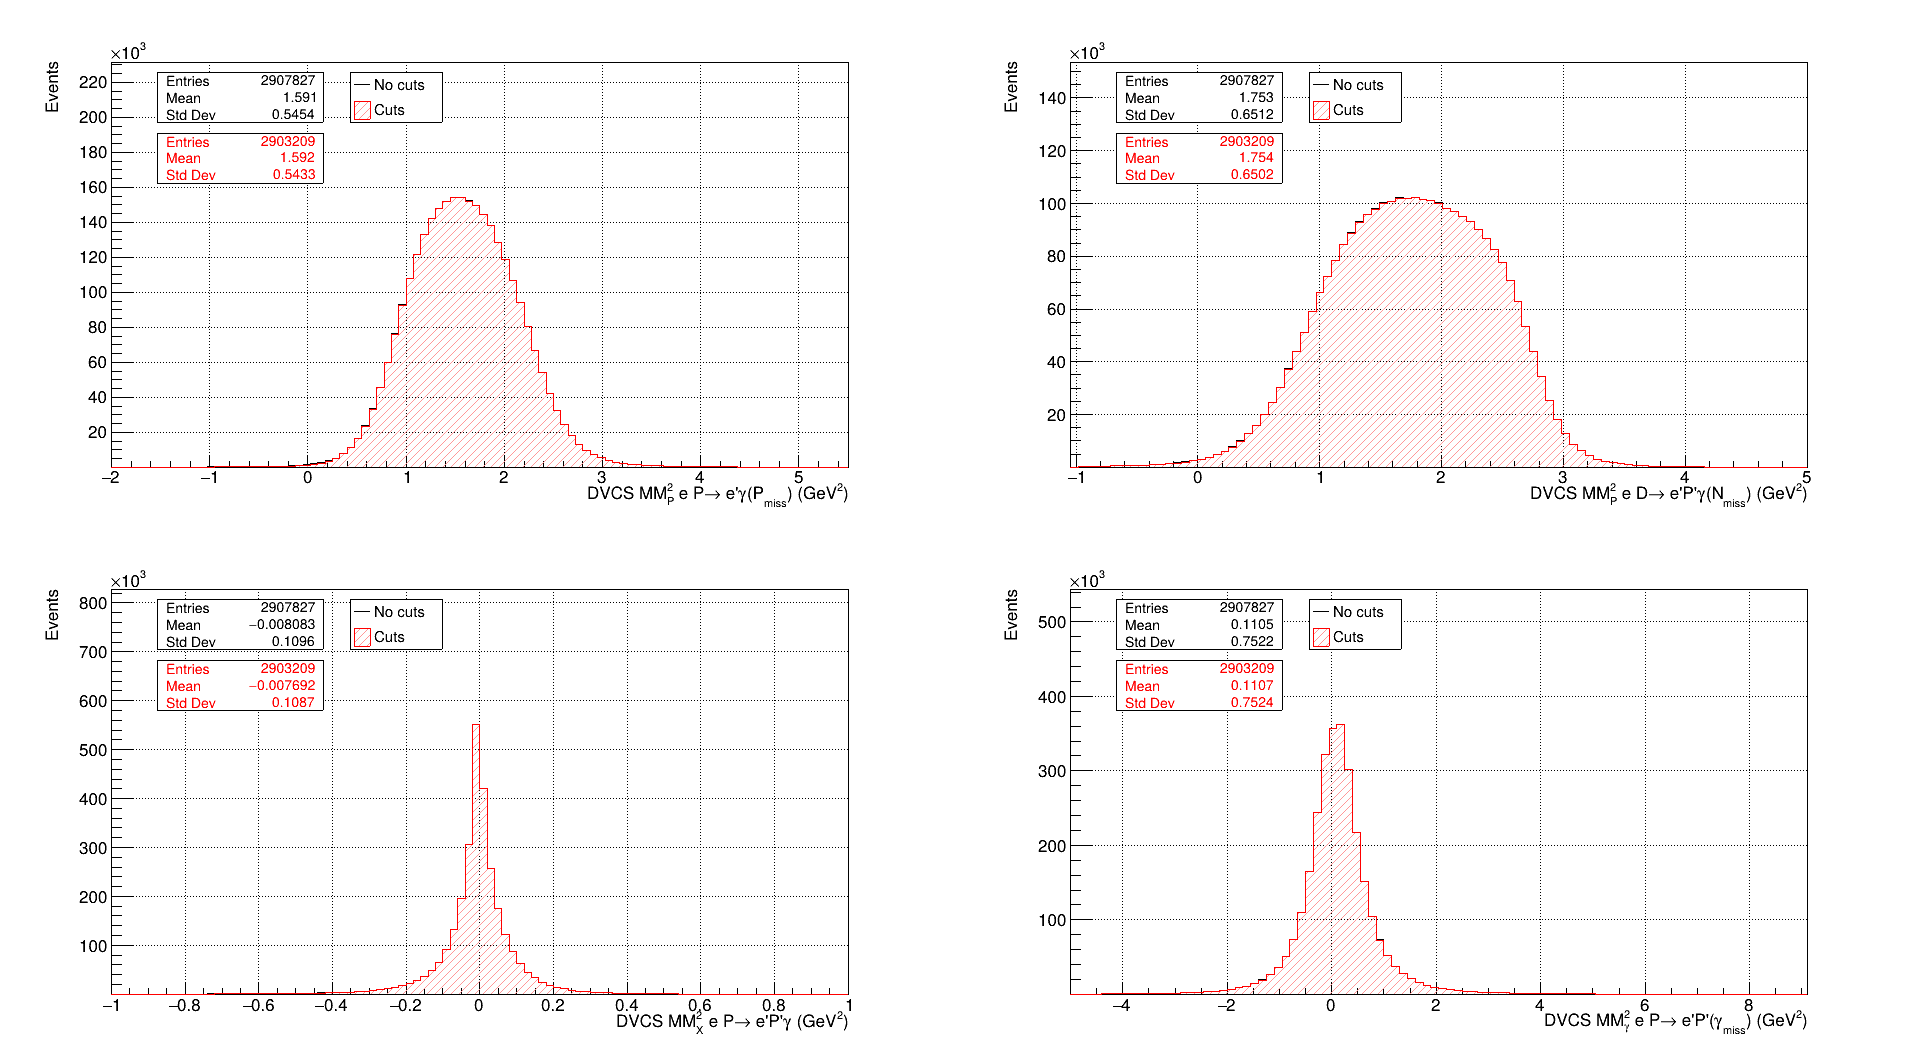 ×10³
Events
220
200
180
160
140
120
100
80
60
40
20
−2 −1 0 1 2 3 4 5
Entries 2907827
Mean 1.591
Std Dev 0.5454
Entries 2903209
Mean 1.592
Std Dev 0.5433
No cuts
Cuts
DVCS MM²_P e P→ e'γ(P_miss) (GeV²)
×10³
Events
140
120
100
80
60
40
20
−1 0 1 2 3 4 5
Entries 2907827
Mean 1.753
Std Dev 0.6512
Entries 2903209
Mean 1.754
Std Dev 0.6502
No cuts
Cuts
DVCS MM²_P e D→ e'P'γ(N_miss) (GeV²)
×10³
Events
800
700
600
500
400
300
200
100
−1 −0.8 −0.6 −0.4 −0.2 0 0.2 0.4 0.6 0.8 1
Entries 2907827
Mean −0.008083
Std Dev 0.1096
Entries 2903209
Mean −0.007692
Std Dev 0.1087
No cuts
Cuts
DVCS MM²_X e P→ e'P'γ (GeV²)
×10³
Events
500
400
300
200
100
−4 −2 0 2 4 6 8
Entries 2907827
Mean 0.1105
Std Dev 0.7522
Entries 2903209
Mean 0.1107
Std Dev 0.7524
No cuts
Cuts
DVCS MM²_γ e P→ e'P'(γ_miss) (GeV²)